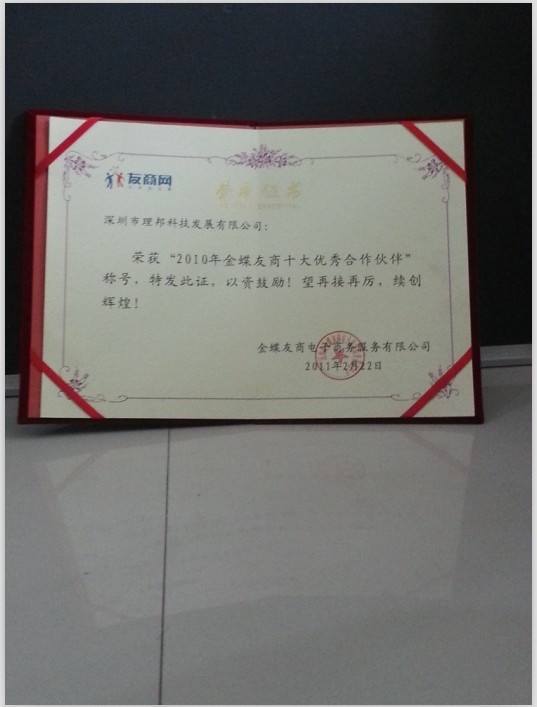 友商网
荣誉证书
深圳市理邦科技发展有限公司：
荣获“2010年金蝶友商十大优秀合作伙伴”
称号，特发此证，以资鼓励！望再接再厉，续创
辉煌！
金蝶友商电子商务服务有限公司
2011年2月22日